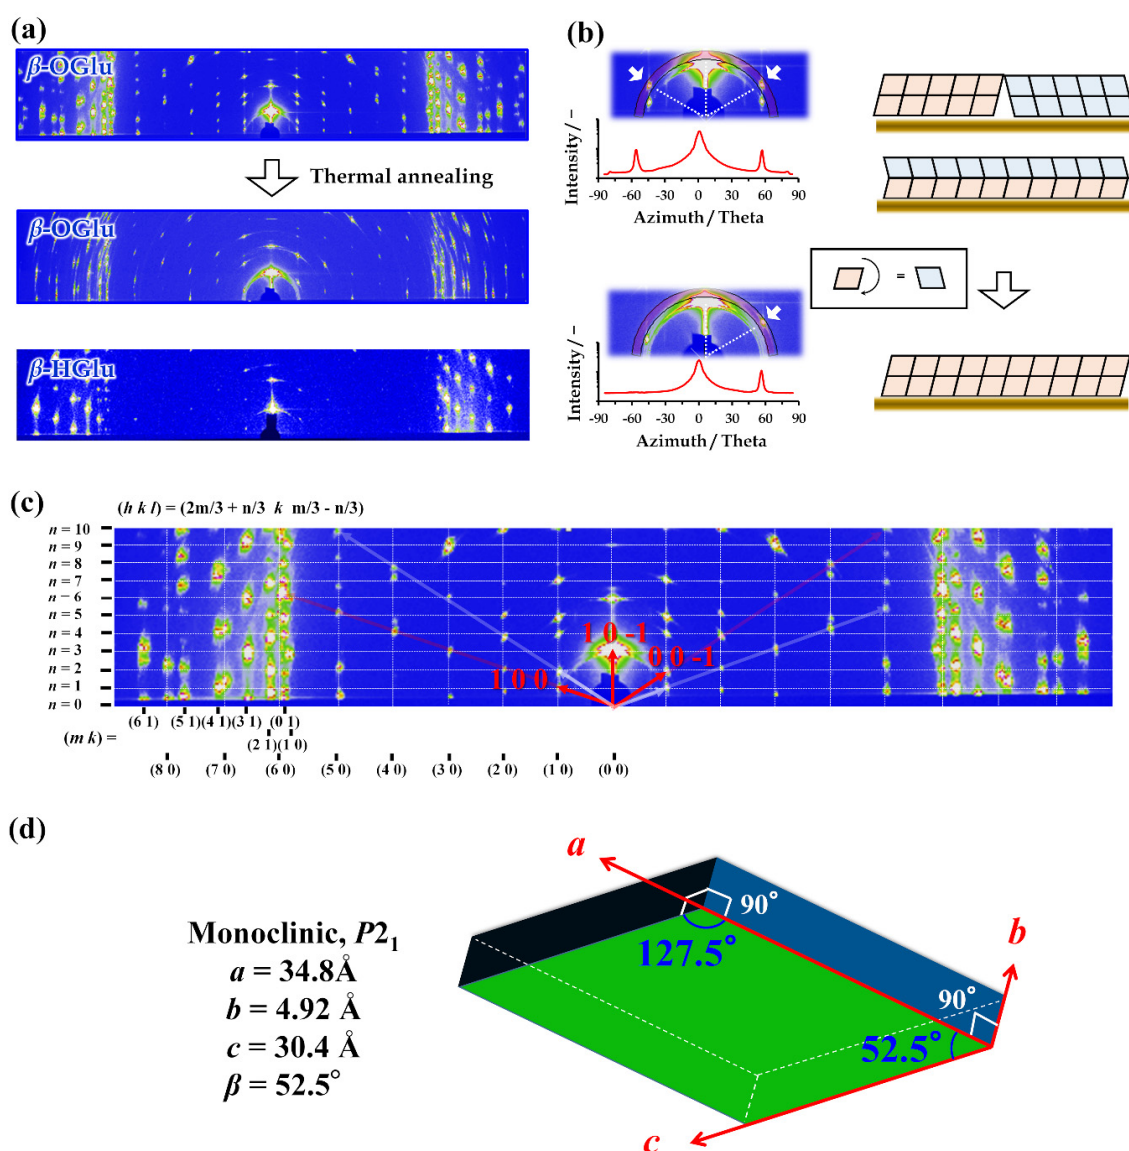 (a)
β-OGlu
Thermal annealing
β-OGlu
β-HGlu
(b)
Intensity / –
-90 -60 -30 0 30 60 90
Azimuth / Theta
=
Intensity / –
-90 -60 -30 0 30 60 90
Azimuth / Theta
(c)
(h k l) = (2m/3 + n/3 k m/3 - n/3)
n = 10
n = 9
n = 8
n = 7
n = 6
n = 5
n = 4
n = 3
n = 2
n = 1
n = 0
1 0 -1
0 0 -1
1 0 0
(6 1) (5 1) (4 1) (3 1) (0 1)
(m k) =
(2 1) (1 0)
(8 0) (7 0) (6 0) (5 0) (4 0) (3 0) (2 0) (1 0) (0 0)
(d)
Monoclinic, P2₁
a = 34.8Å
b = 4.92 Å
c = 30.4 Å
β = 52.5°
a
90°
127.5°
b
90°
52.5°
c